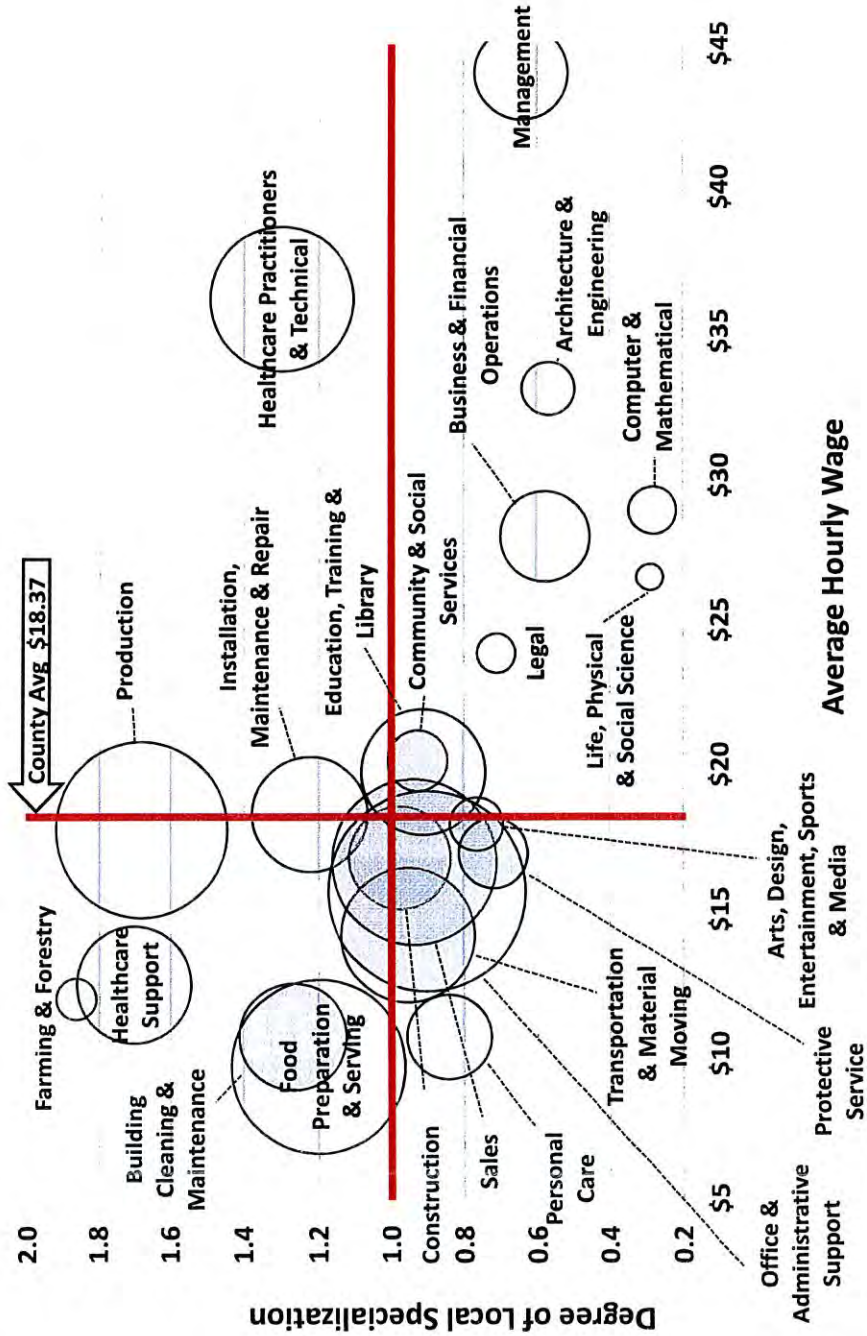 County Avg $18.37
Farming & Forestry
Healthcare
Support
Production
Building
Cleaning &
Maintenance
Food
Preparation
& Serving
Installation,
Maintenance & Repair
Healthcare Practitioners
& Technical
Education, Training &
Library
Community & Social
Services
Business & Financial
Operations
Management
Architecture &
Engineering
Computer &
Mathematical
Legal
Life, Physical
& Social Science
Construction
Sales
Personal
Care
Transportation
& Material
Moving
Office &
Administrative
Support
Protective
Service
Arts, Design,
Entertainment, Sports
& Media
Degree of Local Specialization
2.0
1.8
1.6
1.4
1.2
1.0
0.8
0.6
0.4
0.2
$5
$10
$15
$20
$25
$30
$35
$40
$45
Average Hourly Wage